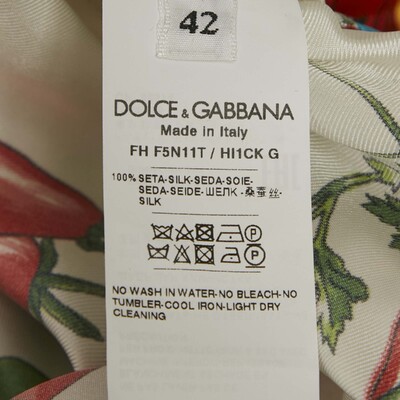 42
DOLCE & GABBANA
Made in Italy
FH F5N11T / HI1CK G
100% SETA-SILK-SEDA-SOIE-
SEDA-SEIDE-ШЕЛК -桑蚕丝-
SILK
NO WASH IN WATER-NO BLEACH-NO
TUMBLER-COOL IRON-LIGHT DRY
CLEANING